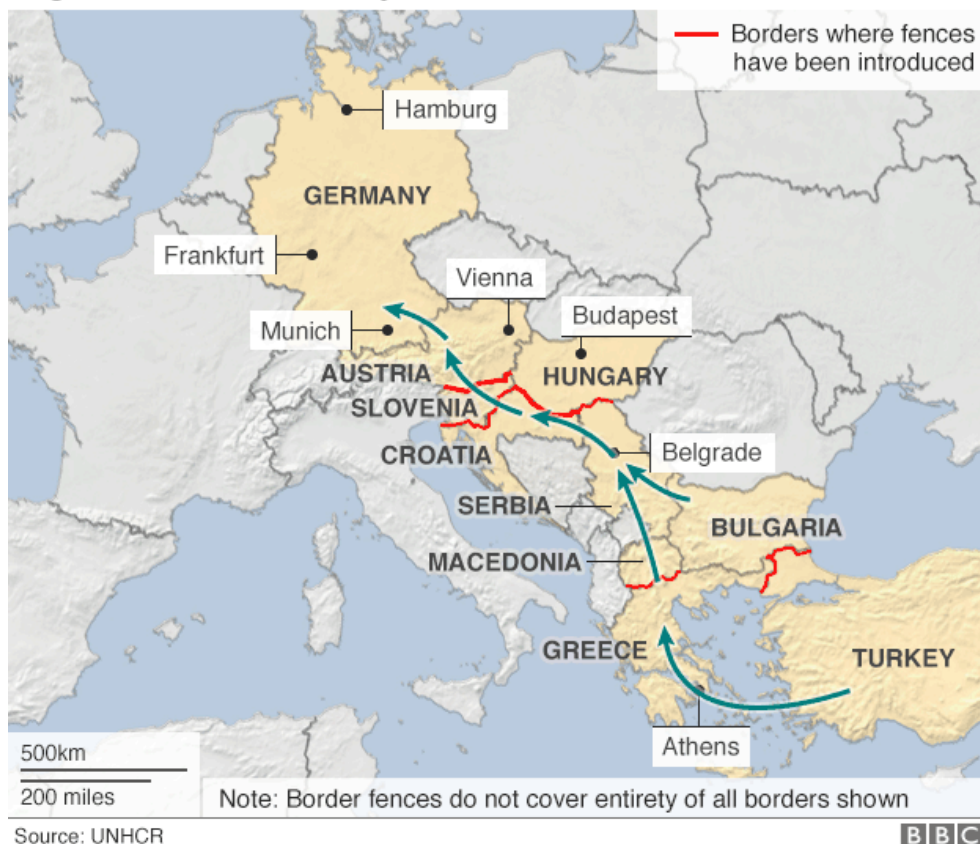 Borders where fences
have been introduced
Hamburg
GERMANY
Frankfurt
Vienna
Budapest
Munich
AUSTRIA
HUNGARY
SLOVENIA
CROATIA
Belgrade
SERBIA
BULGARIA
MACEDONIA
GREECE
TURKEY
Athens
500km
200 miles
Note: Border fences do not cover entirety of all borders shown
Source: UNHCR
BBC